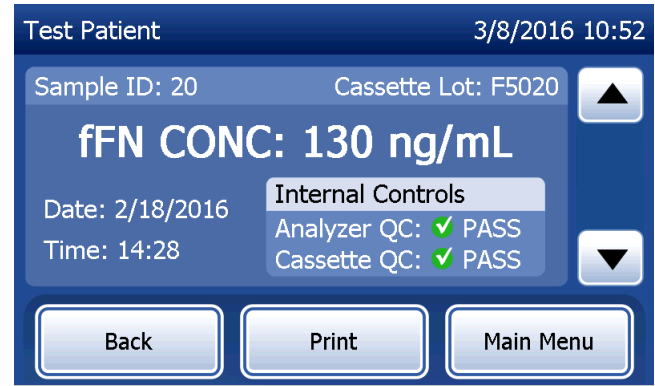 Test Patient 3/8/2016 10:52
Sample ID: 20 Cassette Lot: F5020
fFN CONC: 130 ng/mL
Date: 2/18/2016
Time: 14:28
Internal Controls
Analyzer QC: PASS
Cassette QC: PASS
Back Print Main Menu